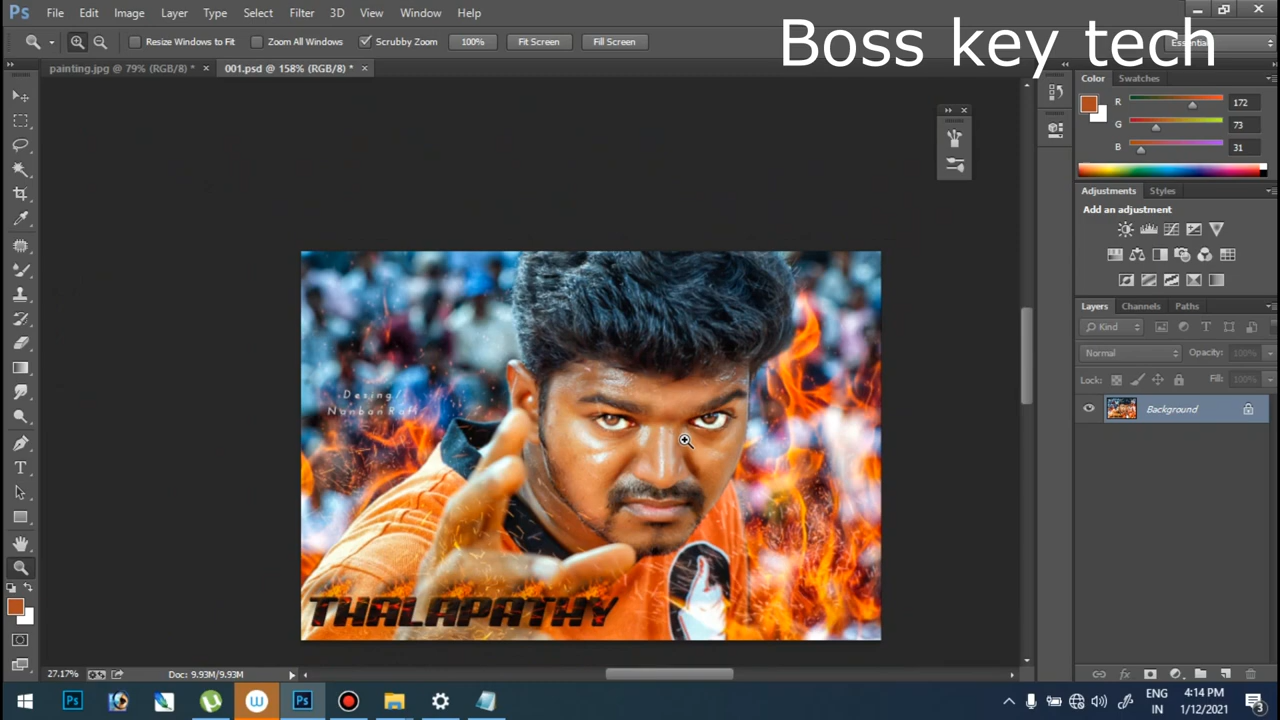 Ps File Edit Image Layer Type Select Filter 3D View Window Help
Boss key tech
Resize Windows to Fit Zoom All Windows Scrubby Zoom 100% Fit Screen Fill Screen
painting.jpg @ 79% (RGB/8) * × 001.psd @ 158% (RGB/8) * ×
Color Swatches
R 172
G 73
B 31
Adjustments Styles
Add an adjustment
Layers Channels Paths
Kind
Normal Opacity: 100%
Lock: Fill: 100%
Background
THALAPATHY
27.17% Doc: 9.93M/9.93M
ENG 4:14 PM
IN 1/12/2021
3